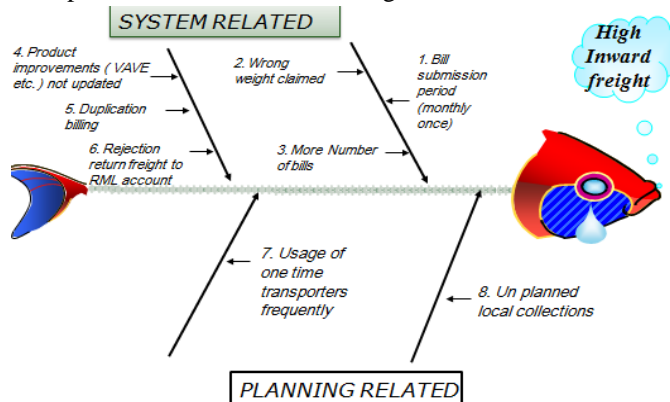 SYSTEM RELATED
High
Inward
freight
4. Product
improvements ( VAVE
etc. ) not updated
5. Duplication
billing
6. Rejection
return freight to
RML account
2. Wrong
weight claimed
3. More Number
of bills
1. Bill
submission
period
(monthly
once)
7. Usage of
one time
transporters
frequently
8. Un planned
local collections
PLANNING RELATED